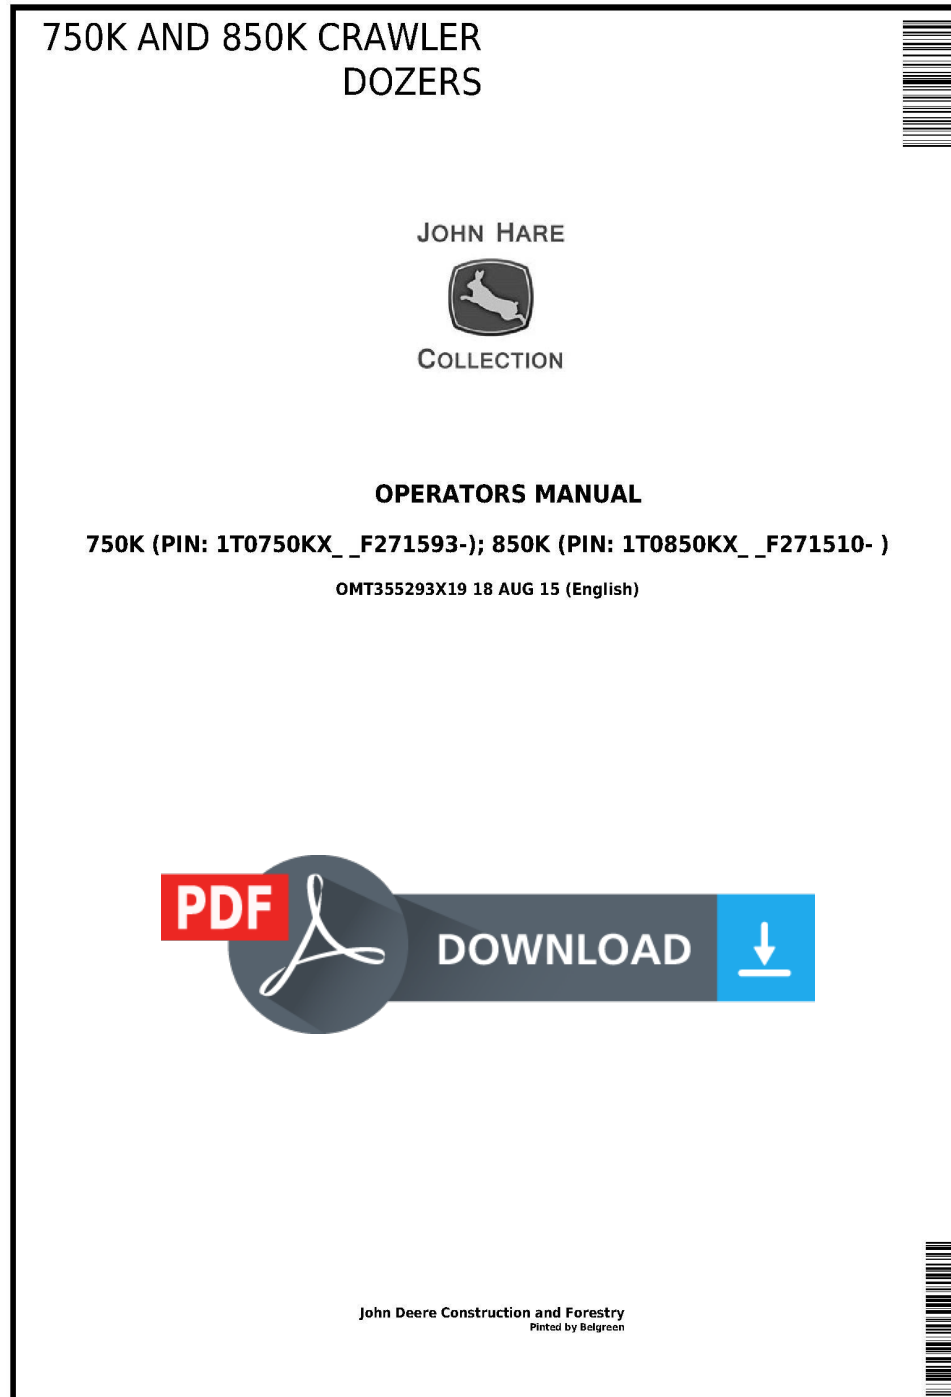 750K AND 850K CRAWLER
DOZERS
JOHN HARE
COLLECTION
OPERATORS MANUAL
750K (PIN: 1T0750KX_ _F271593-); 850K (PIN: 1T0850KX_ _F271510- )
OMT355293X19 18 AUG 15 (English)
PDF
DOWNLOAD
John Deere Construction and Forestry
Pinted by Belgreen